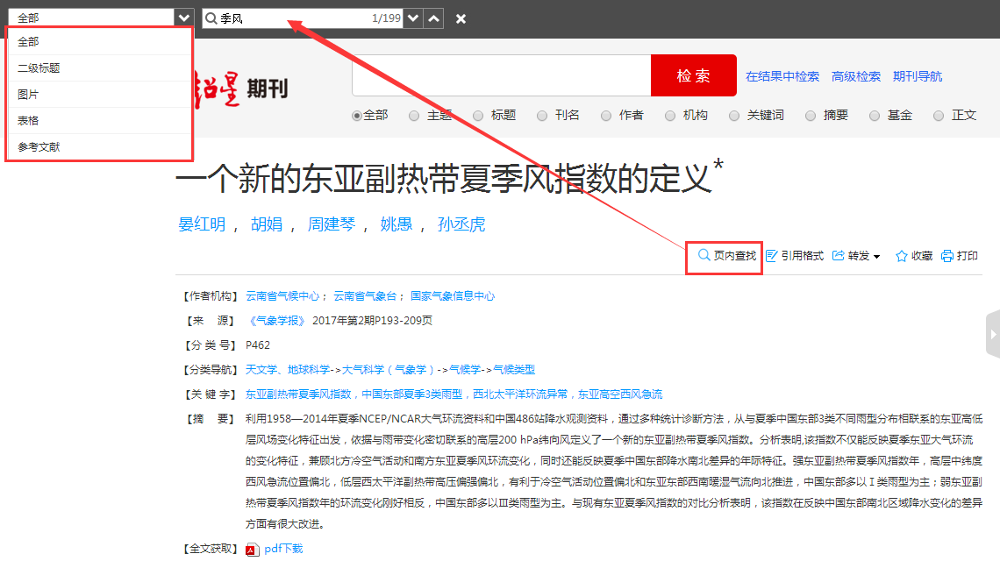 全部
季风 1/199
全部
二级标题
图片
表格
参考文献
超星 期刊
检 索
在结果中检索 高级检索 期刊导航
全部 主题 标题 刊名 作者 机构 关键词 摘要 基金 正文
一个新的东亚副热带夏季风指数的定义*
晏红明 ， 胡娟 ， 周建琴 ， 姚愚 ， 孙丞虎
页内查找 引用格式 转发 收藏 打印
【作者机构】 云南省气候中心； 云南省气象台； 国家气象信息中心
【来 源】 《气象学报》 2017年第2期P193-209页
【分 类 号】 P462
【分类导航】 天文学、地球科学->大气科学（气象学）->气候学->气候类型
【关 键 字】 东亚副热带夏季风指数，中国东部夏季3类雨型，西北太平洋环流异常，东亚高空西风急流
【摘 要】 利用1958—2014年夏季NCEP/NCAR大气环流资料和中国486站降水观测资料，通过多种统计诊断方法，从与夏季中国东部3类不同雨型分布相联系的东亚高低
层风场变化特征出发，依据与雨带变化密切联系的高层200 hPa纬向风定义了一个新的东亚副热带夏季风指数。分析表明,该指数不仅能反映夏季东亚大气环流
的变化特征，兼顾北方冷空气活动和南方东亚夏季风环流变化，同时还能反映夏季中国东部降水南北差异的年际特征。强东亚副热带夏季风指数年，高层中纬度
西风急流位置偏北，低层西太平洋副热带高压偏强偏北，有利于冷空气活动位置偏北和东亚东部西南暖湿气流向北推进，中国东部多以Ⅰ类雨型为主；弱东亚副
热带夏季风指数年的环流变化刚好相反，中国东部多以Ⅲ类雨型为主。与现有东亚夏季风指数的对比分析表明，该指数在反映中国东部南北区域降水变化的差异
方面有很大改进。
【全文获取】 pdf下载